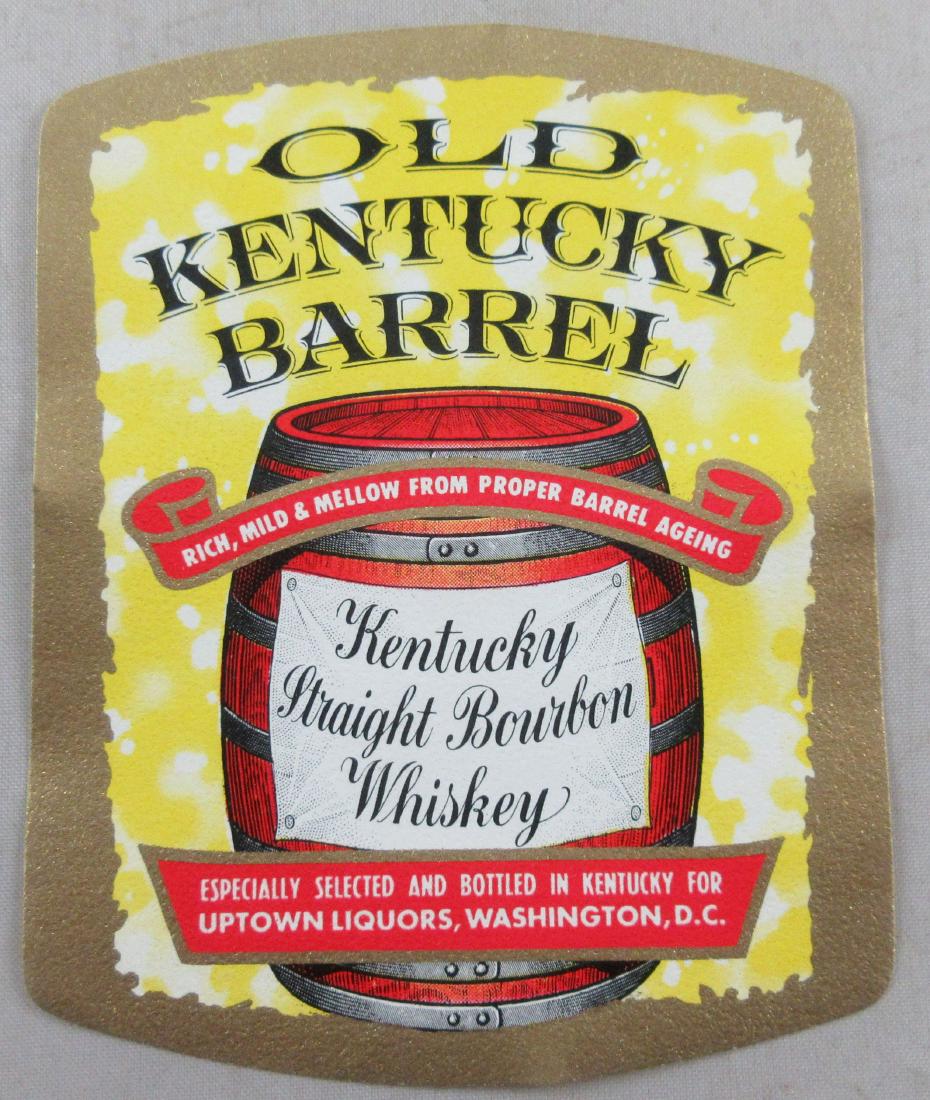 OLD
KENTUCKY
BARREL
RICH, MILD & MELLOW FROM PROPER BARREL AGEING
Kentucky
Straight Bourbon
Whiskey
ESPECIALLY SELECTED AND BOTTLED IN KENTUCKY FOR
UPTOWN LIQUORS, WASHINGTON, D.C.